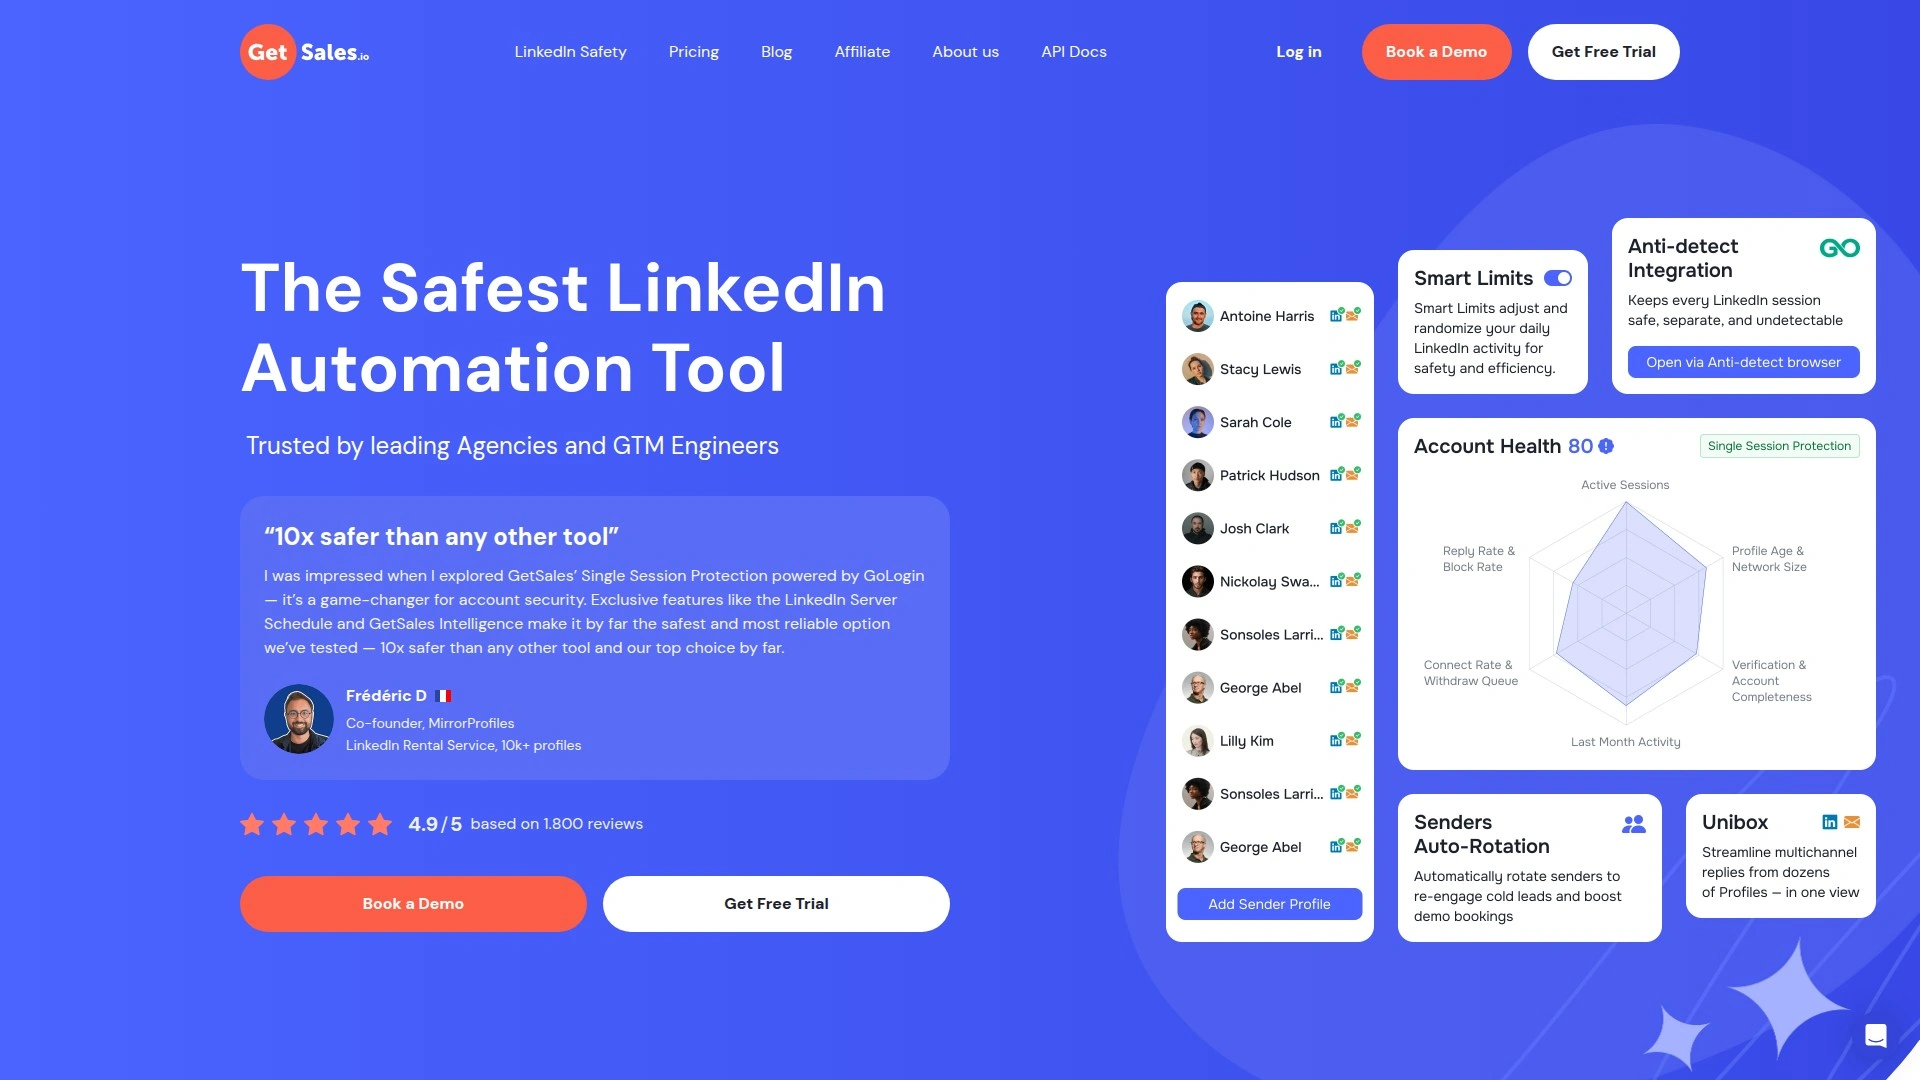 Get Sales.io
LinkedIn Safety
Pricing
Blog
Affiliate
About us
API Docs
Log in
Book a Demo
Get Free Trial
The Safest LinkedIn
Automation Tool
Trusted by leading Agencies and GTM Engineers
“10x safer than any other tool”
I was impressed when I explored GetSales’ Single Session Protection powered by GoLogin
— it’s a game-changer for account security. Exclusive features like the LinkedIn Server
Schedule and GetSales Intelligence make it by far the safest and most reliable option
we’ve tested — 10x safer than any other tool and our top choice by far.
Frédéric D
Co-founder, MirrorProfiles
LinkedIn Rental Service, 10k+ profiles
4.9/5 based on 1.800 reviews
Book a Demo
Get Free Trial
Antoine Harris
Stacy Lewis
Sarah Cole
Patrick Hudson
Josh Clark
Nickolay Swa...
Sonsoles Larri...
George Abel
Lilly Kim
Sonsoles Larri...
George Abel
Add Sender Profile
Smart Limits
Smart Limits adjust and
randomize your daily
LinkedIn activity for
safety and efficiency.
Anti-detect
Integration
Keeps every LinkedIn session
safe, separate, and undetectable
Open via Anti-detect browser
Account Health 80
Single Session Protection
Active Sessions
Reply Rate &
Block Rate
Profile Age &
Network Size
Connect Rate &
Withdraw Queue
Verification &
Account
Completeness
Last Month Activity
Senders
Auto-Rotation
Automatically rotate senders to
re-engage cold leads and boost
demo bookings
Unibox
Streamline multichannel
replies from dozens
of Profiles — in one view